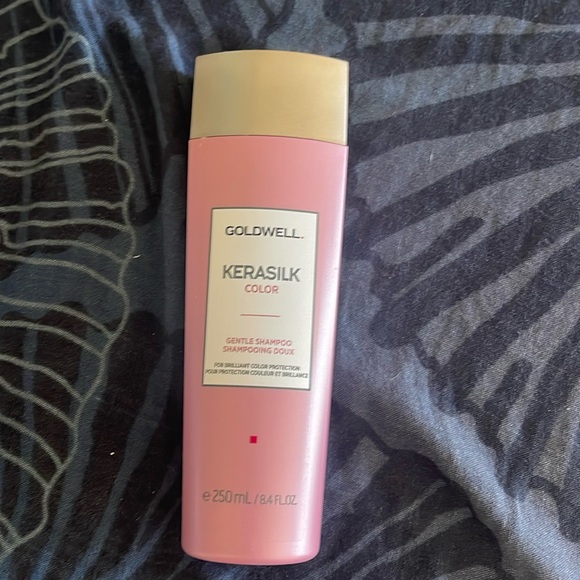 GOLDWELL.
KERASILK
COLOR
GENTLE SHAMPOO
SHAMPOOING DOUX
FOR BRILLIANT COLOR PROTECTION
POUR PROTECTION COULEUR ET BRILLANCE
e 250 mL / 8.4 FL.OZ.